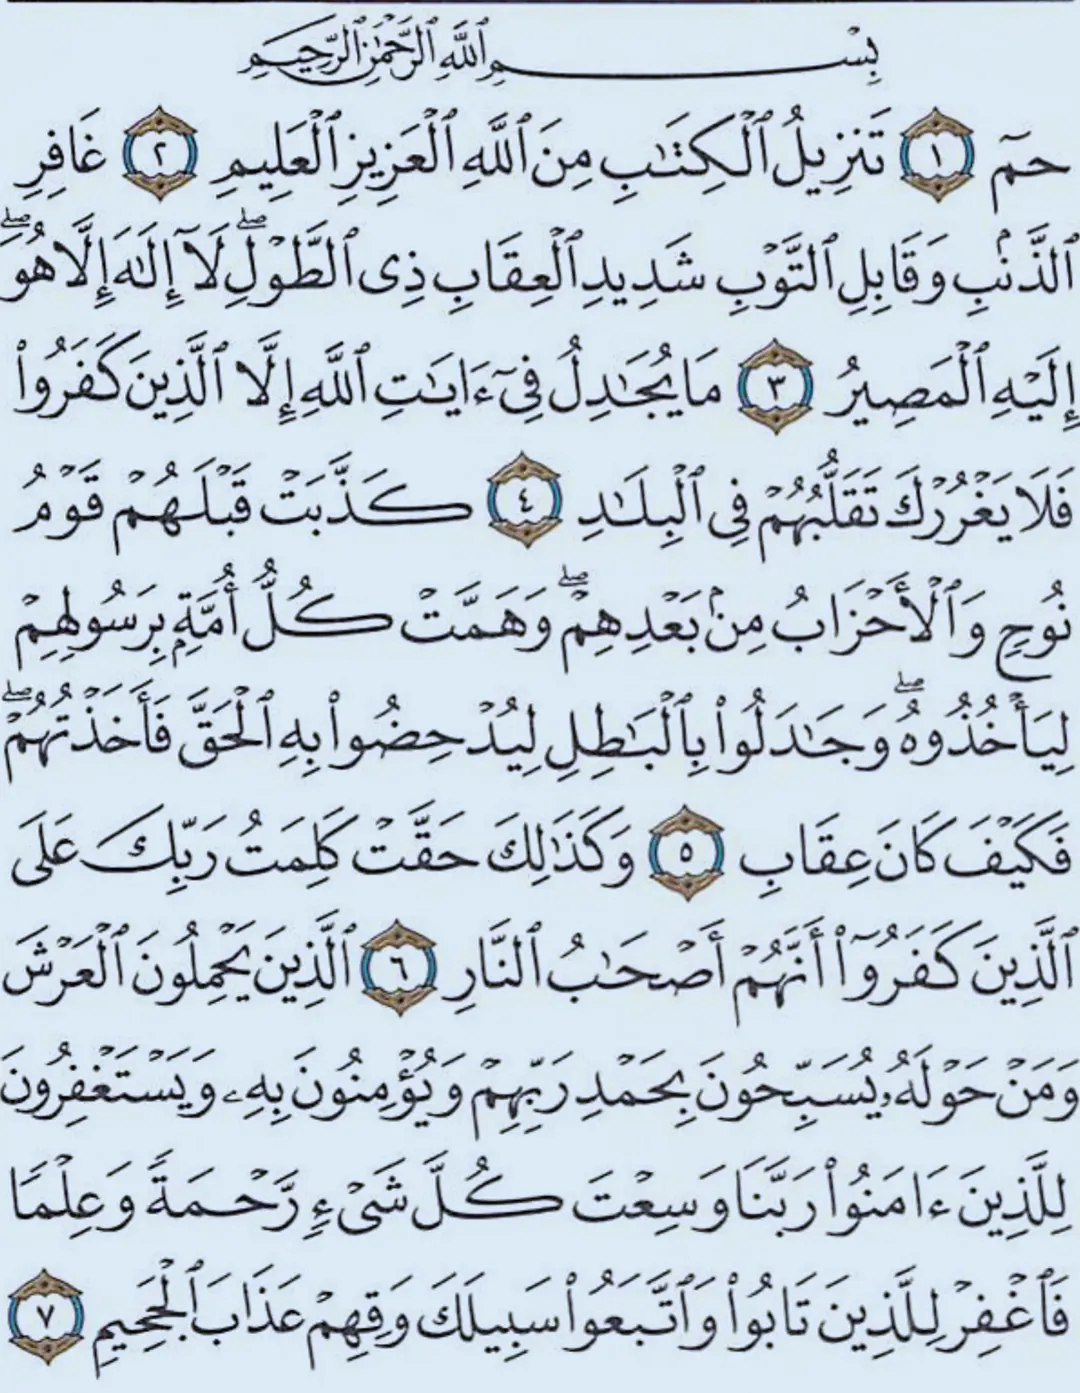 بِسْمِ ٱللَّهِ ٱلرَّحْمَٰنِ ٱلرَّحِيمِ
حمٓ ١ تَنزِيلُ ٱلْكِتَٰبِ مِنَ ٱللَّهِ ٱلْعَزِيزِ ٱلْعَلِيمِ ٢ غَافِرِ
ٱلذَّنۢبِ وَقَابِلِ ٱلتَّوْبِ شَدِيدِ ٱلْعِقَابِ ذِى ٱلطَّوْلِ ۖ لَآ إِلَٰهَ إِلَّا هُوَ ۖ
إِلَيْهِ ٱلْمَصِيرُ ٣ مَا يُجَٰدِلُ فِىٓ ءَايَٰتِ ٱللَّهِ إِلَّا ٱلَّذِينَ كَفَرُوا۟
فَلَا يَغْرُرْكَ تَقَلُّبُهُمْ فِى ٱلْبِلَٰدِ ٤ كَذَّبَتْ قَبْلَهُمْ قَوْمُ
نُوحٍ وَٱلْأَحْزَابُ مِنۢ بَعْدِهِمْ ۖ وَهَمَّتْ كُلُّ أُمَّةٍۭ بِرَسُولِهِمْ
لِيَأْخُذُوهُ ۖ وَجَٰدَلُوا۟ بِٱلْبَٰطِلِ لِيُدْحِضُوا۟ بِهِ ٱلْحَقَّ فَأَخَذْتُهُمْ ۖ
فَكَيْفَ كَانَ عِقَابِ ٥ وَكَذَٰلِكَ حَقَّتْ كَلِمَتُ رَبِّكَ عَلَى
ٱلَّذِينَ كَفَرُوٓا۟ أَنَّهُمْ أَصْحَٰبُ ٱلنَّارِ ٦ ٱلَّذِينَ يَحْمِلُونَ ٱلْعَرْشَ
وَمَنْ حَوْلَهُۥ يُسَبِّحُونَ بِحَمْدِ رَبِّهِمْ وَيُؤْمِنُونَ بِهِۦ وَيَسْتَغْفِرُونَ
لِلَّذِينَ ءَامَنُوا۟ رَبَّنَا وَسِعْتَ كُلَّ شَىْءٍ رَّحْمَةً وَعِلْمًا
فَٱغْفِرْ لِلَّذِينَ تَابُوا۟ وَٱتَّبَعُوا۟ سَبِيلَكَ وَقِهِمْ عَذَابَ ٱلْجَحِيمِ ٧